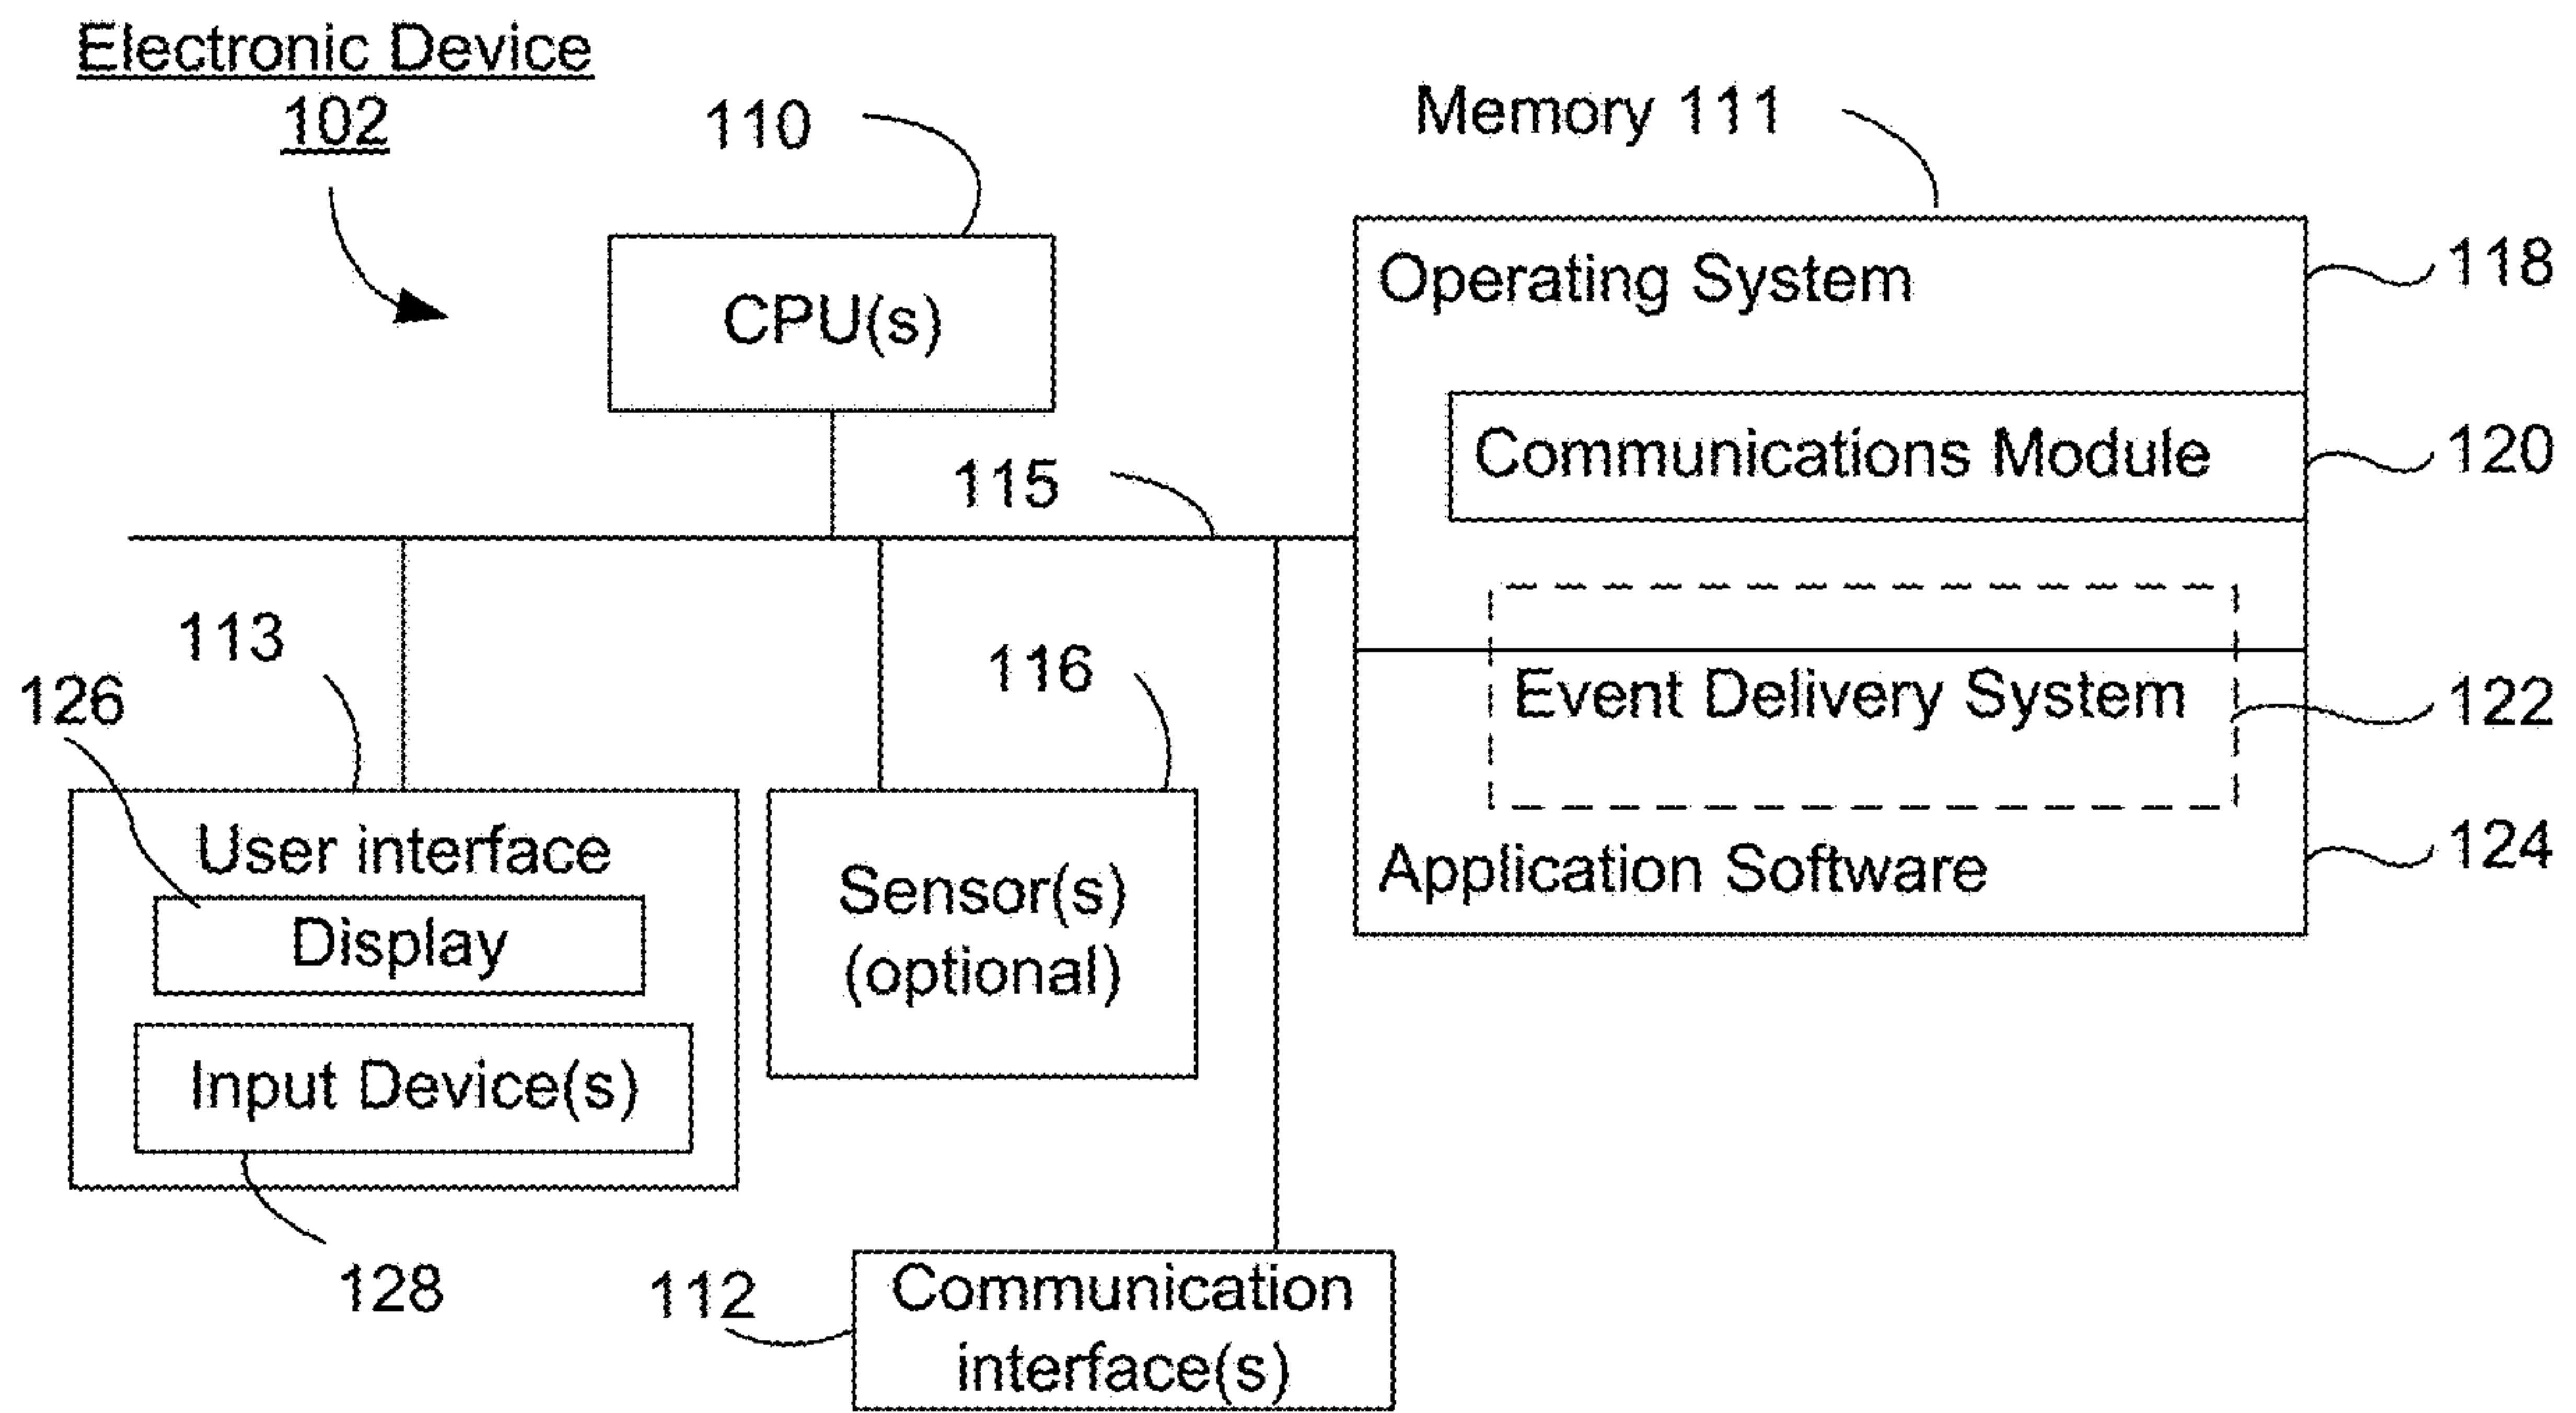 Electronic Device
102
110
Memory 111
CPU(s)
Operating System
118
Communications Module
120
115
113
116
126
Event Delivery System
122
User interface
Display
Input Device(s)
128
Sensor(s)
(optional)
Application Software
124
112
Communication
interface(s)